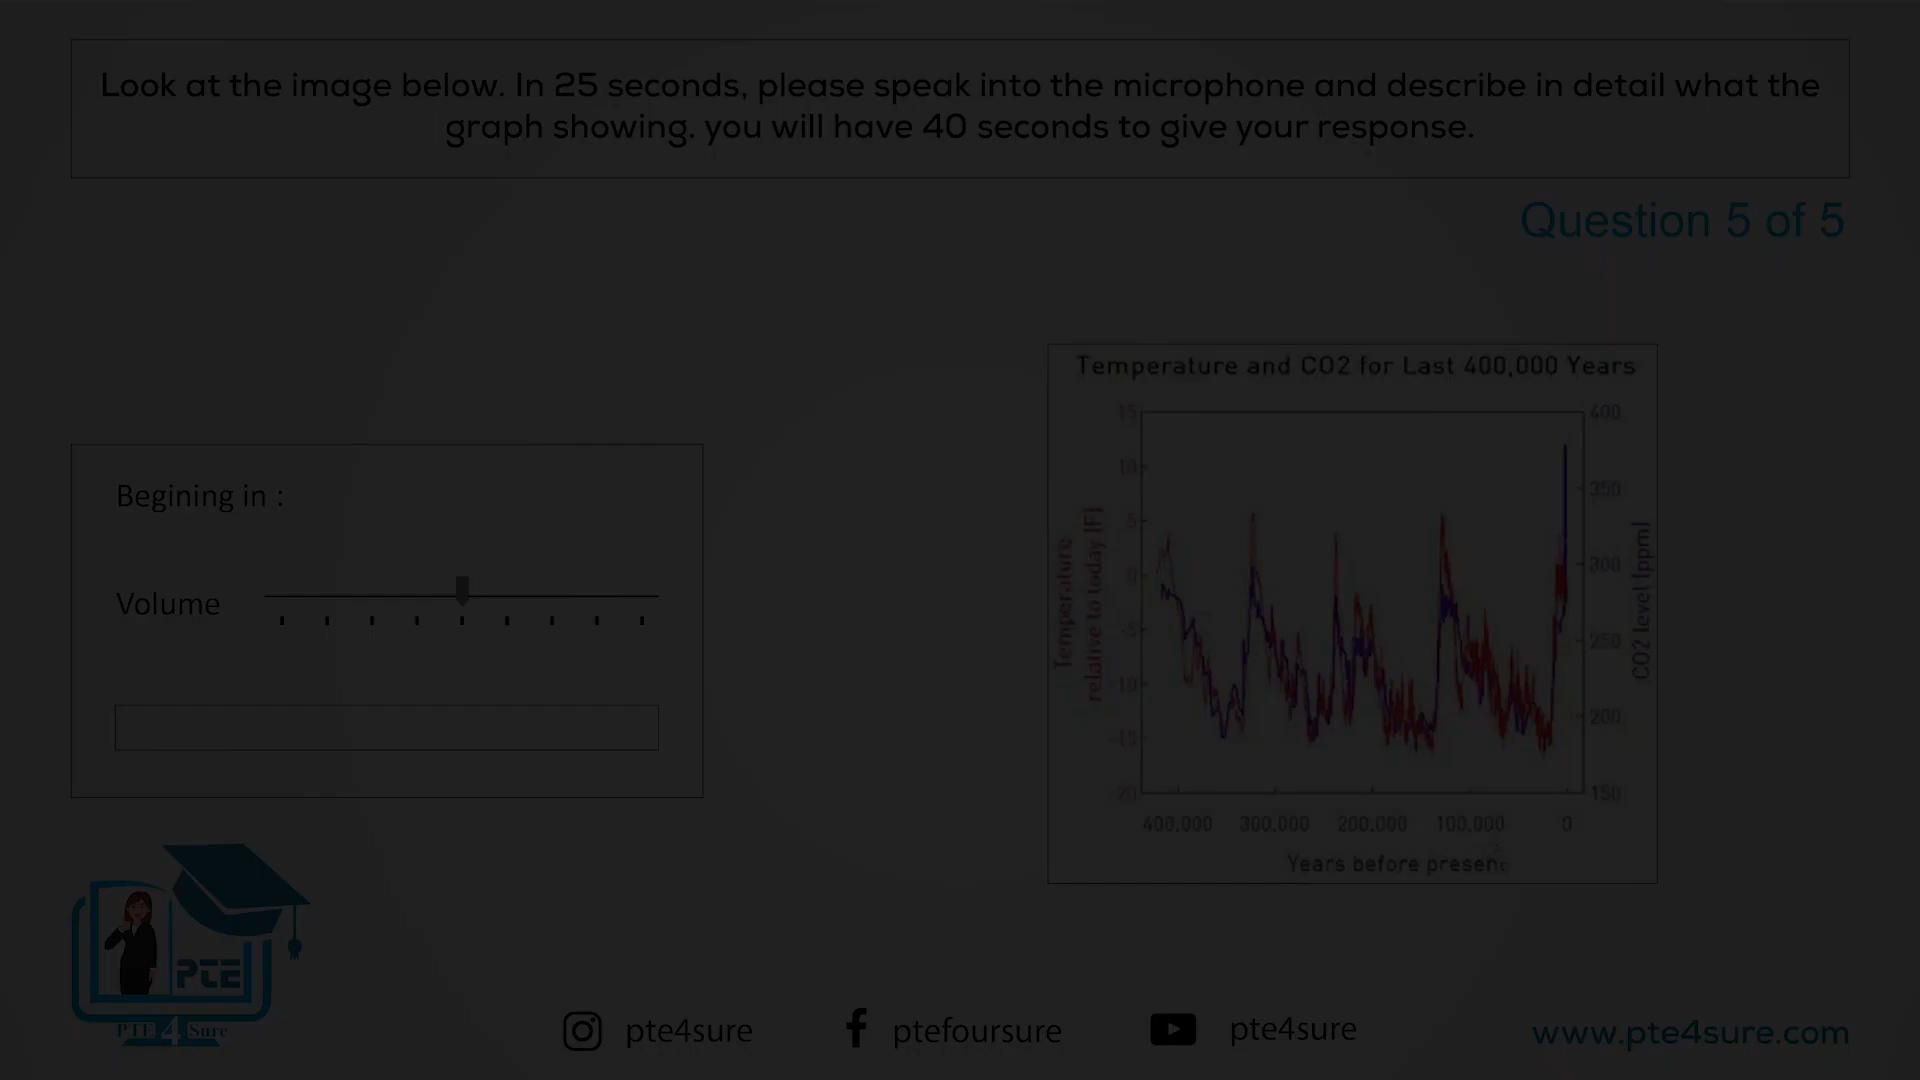 Look at the image below. In 25 seconds, please speak into the microphone and describe in detail what the
graph showing. you will have 40 seconds to give your response.
Question 5 of 5
Begining in :
Volume
Temperature and CO2 for Last 400,000 Years
Temperature
relative to today [F]
15
10
5
0
-5
-10
-15
-20
400
350
300
250
200
150
CO2 level [ppm]
400,000 300,000 200,000 100,000 0
Years before present
PTE
PTE 4 Sure
pte4sure
ptefoursure
pte4sure
www.pte4sure.com